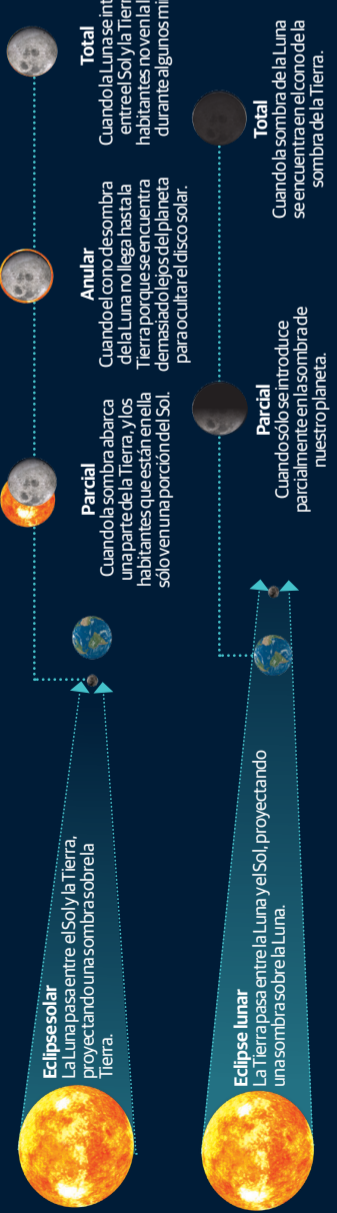 Eclipse solar
La Luna pasa entre el Sol y la Tierra,
proyectando una sombra sobre la
Tierra.
Parcial
Cuando la sombra abarca
una parte de la Tierra, y los
habitantes que están en ella
sólo ven una porción del Sol.
Anular
Cuando el cono de sombra
de la Luna no llega hasta la
Tierra porque se encuentra
demasiado lejos del planeta
para ocultar el disco solar.
Total
Cuando la Luna se int
entre el Sol y la Tierr
habitantes no ven la l
durante algunos mi
Eclipse lunar
La Tierra pasa entre la Luna y el Sol, proyectando
una sombra sobre la Luna.
Parcial
Cuando sólo se introduce
parcialmente en la sombra de
nuestro planeta.
Total
Cuando la sombra de la Luna
se encuentra en el cono de la
sombra de la Tierra.